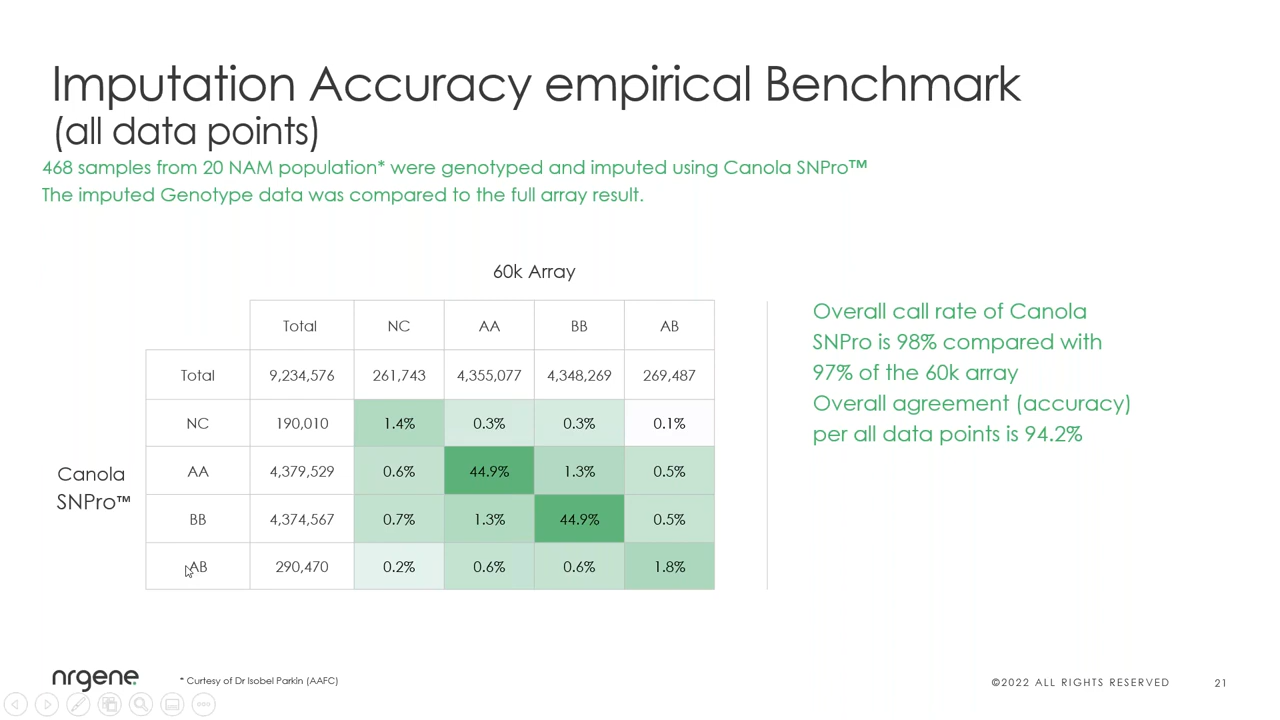 Imputation Accuracy empirical Benchmark
(all data points)
468 samples from 20 NAM population* were genotyped and imputed using Canola SNPro™
The imputed Genotype data was compared to the full array result.
60k Array
Total NC AA BB AB
Total 9,234,576 261,743 4,355,077 4,348,269 269,487
NC 190,010 1.4% 0.3% 0.3% 0.1%
AA 4,379,529 0.6% 44.9% 1.3% 0.5%
BB 4,374,567 0.7% 1.3% 44.9% 0.5%
AB 290,470 0.2% 0.6% 0.6% 1.8%
Canola
SNPro™
Overall call rate of Canola
SNPro is 98% compared with
97% of the 60k array
Overall agreement (accuracy)
per all data points is 94.2%
nrgene.
* Curtesy of Dr Isobel Parkin (AAFC)
©2022 ALL RIGHTS RESERVED
21